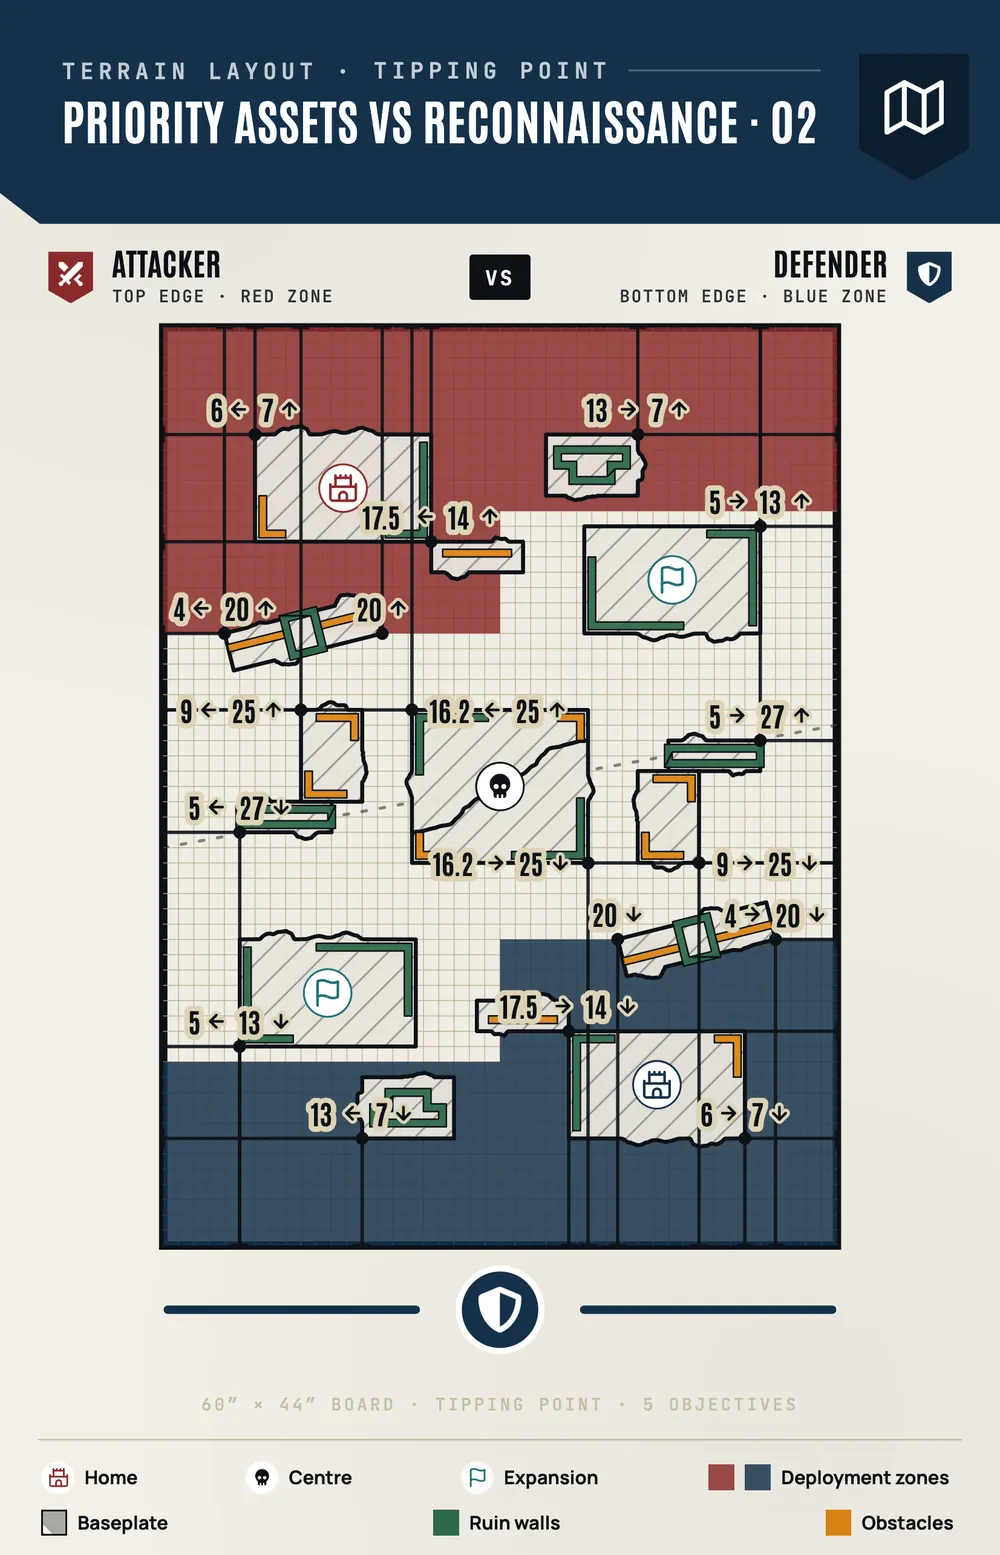 TERRAIN LAYOUT · TIPPING POINT
PRIORITY ASSETS VS RECONNAISSANCE · 02
ATTACKER
TOP EDGE · RED ZONE
VS
DEFENDER
BOTTOM EDGE · BLUE ZONE
6 ← 7 ↑
13 → 7 ↑
17.5 ← 14 ↑
5 → 13 ↑
4 ← 20 ↑
20 ↑
9 ← 25 ↑
16.2 ← 25 ↑
5 → 27 ↑
5 ← 27 ↓
16.2 → 25 ↓
9 → 25 ↓
20 ↓
4 → 20 ↓
17.5 → 14 ↓
5 ← 13 ↓
13 ← 7 ↓
6 → 7 ↓
60″ × 44″ BOARD · TIPPING POINT · 5 OBJECTIVES
Home
Centre
Expansion
Deployment zones
Baseplate
Ruin walls
Obstacles